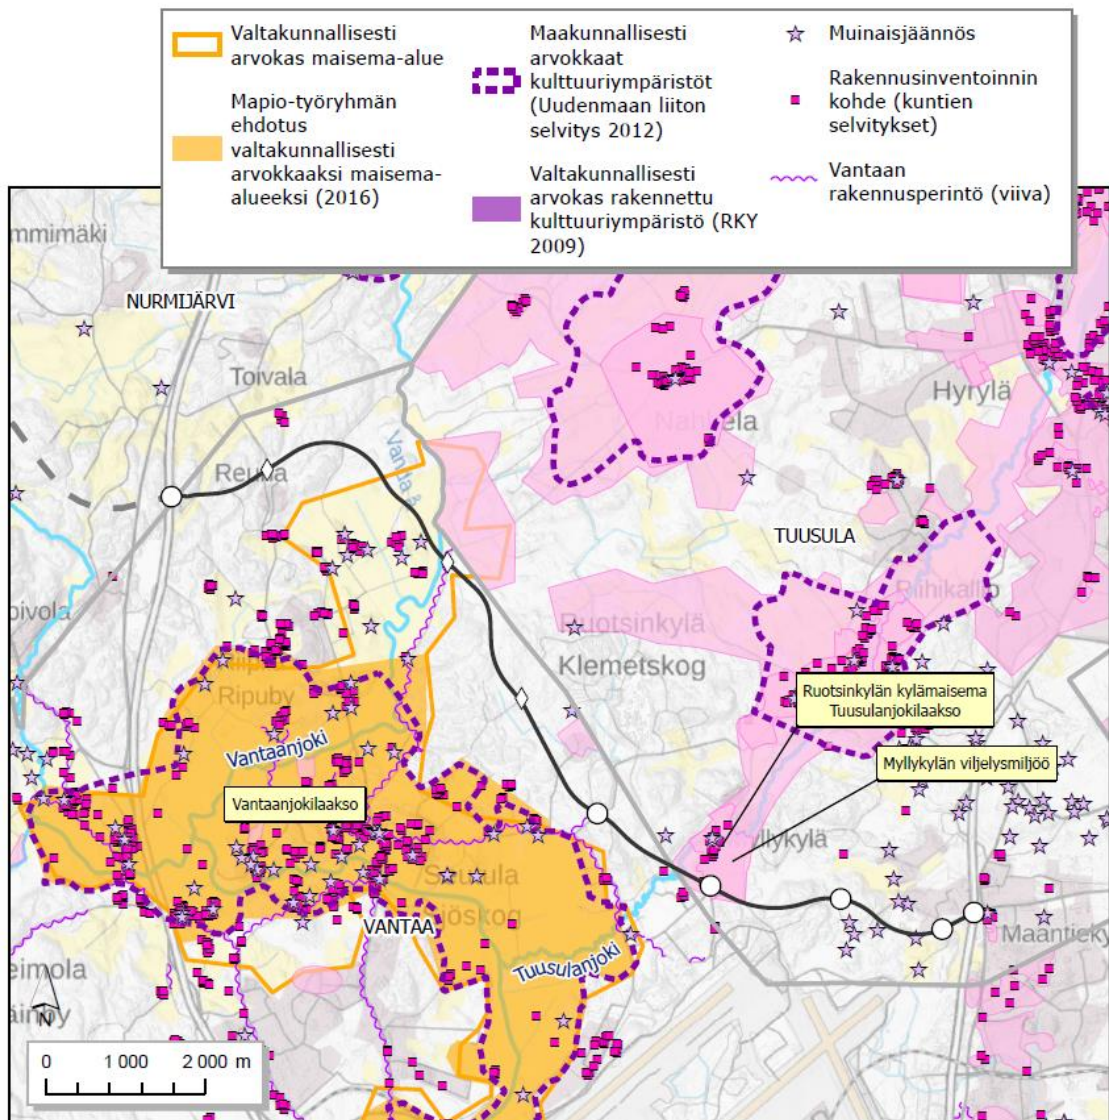 Valtakunnallisesti
arvokas maisema-alue
Mapio-työryhmän
ehdotus
valtakunnallisesti
arvokkaaksi maisema-
alueeksi (2016)
Maakunnallisesti
arvokkaat
kulttuuriympäristöt
(Uudenmaan liiton
selvitys 2012)
Valtakunnallisesti
arvokas rakennettu
kulttuuriympäristö (RKY
2009)
Muinaisjäännös
Rakennusinventoinnin
kohde (kuntien
selvitykset)
Vantaan
rakennusperintö (viiva)
mmimäki
NURMIJÄRVI
Toivala
Hyrylä
TUUSULA
Ruotsinkylä
Klemetskog
Ripuby
Ruotsinkylän kylämaisema
Tuusulanjokilaakso
Vantaanjoki
Myllykylän viljelysmiljöö
Vantaanjokilaakso
VANTAA
Tuusulanjoki
N
0 1 000 2 000 m